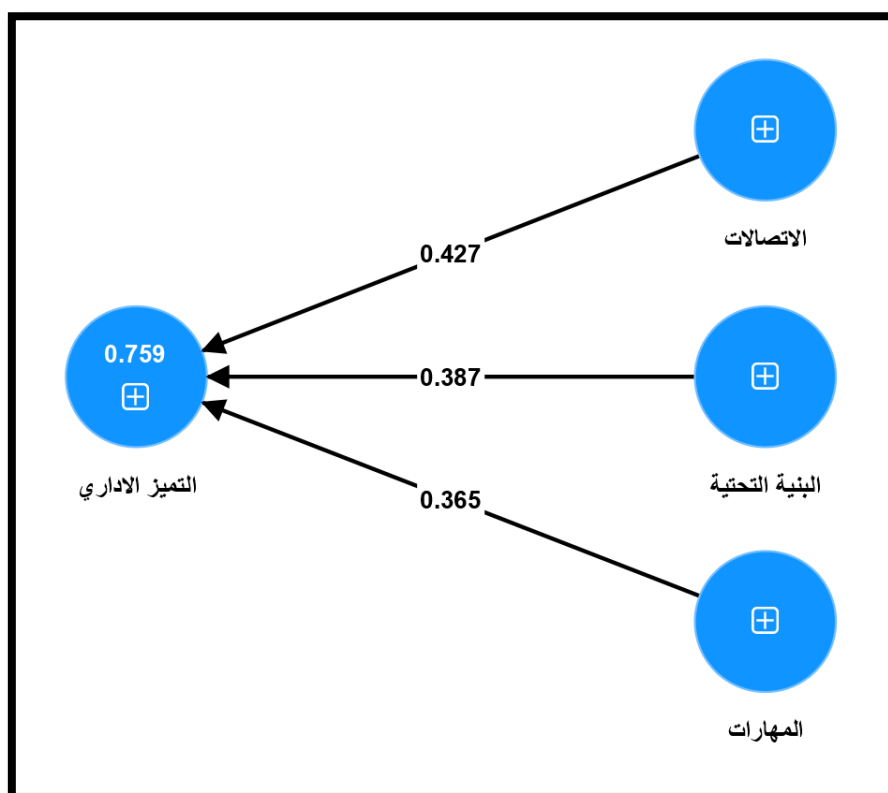 الاتصالات
0.427
0.759
0.387
التميز الاداري
البنية التحتية
0.365
المهارات